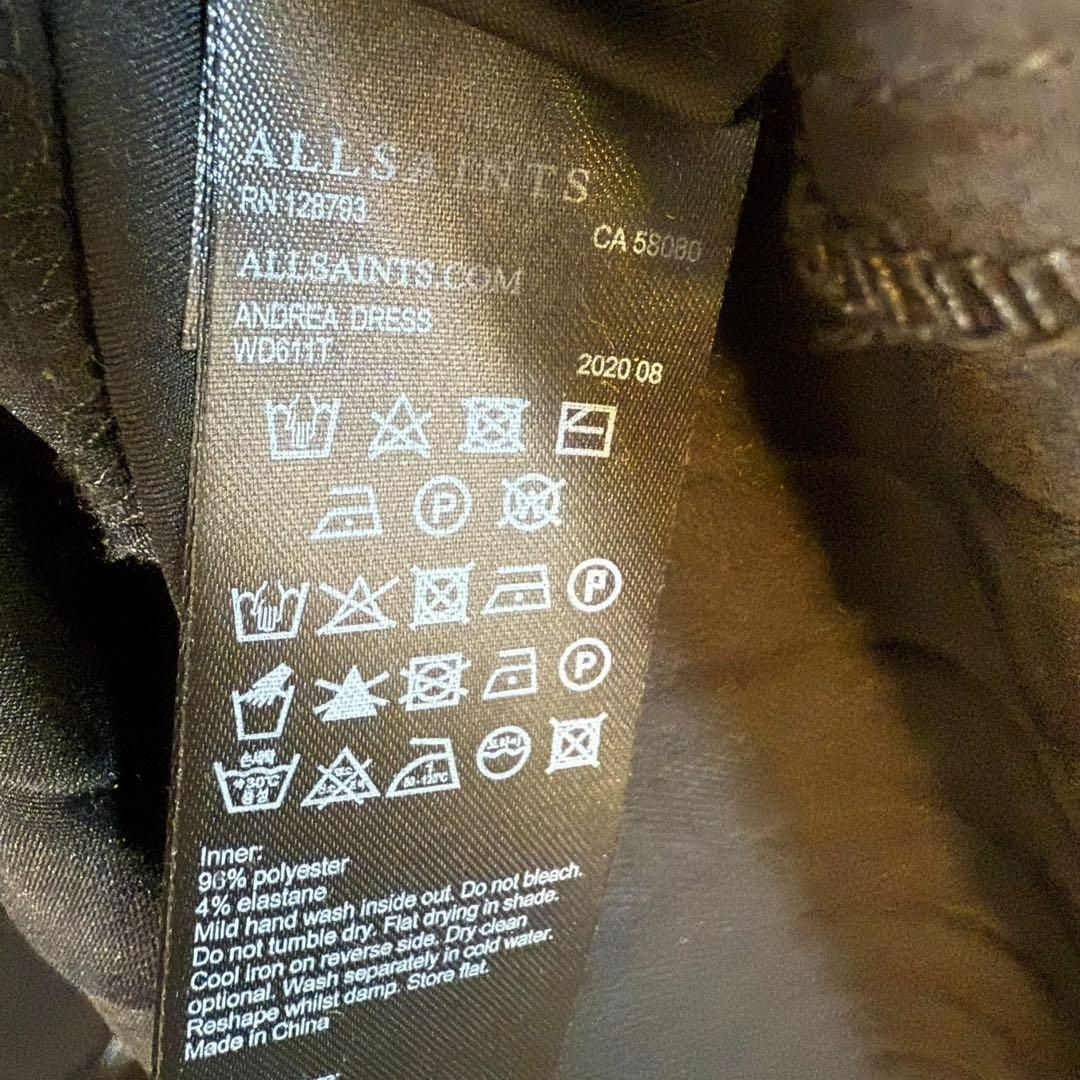 ALLSAINTS
RN 128793
CA 58060
ALLSAINTS.COM
ANDREA DRESS
WD611T
2020 08
P
W
P
P
Inner:
96% polyester
4% elastane
Mild hand wash inside out. Do not bleach.
Do not tumble dry. Flat drying in shade.
Cool Iron on reverse side. Dry clean
optional. Wash separately in cold water.
Reshape whilst damp. Store flat.
Made in China